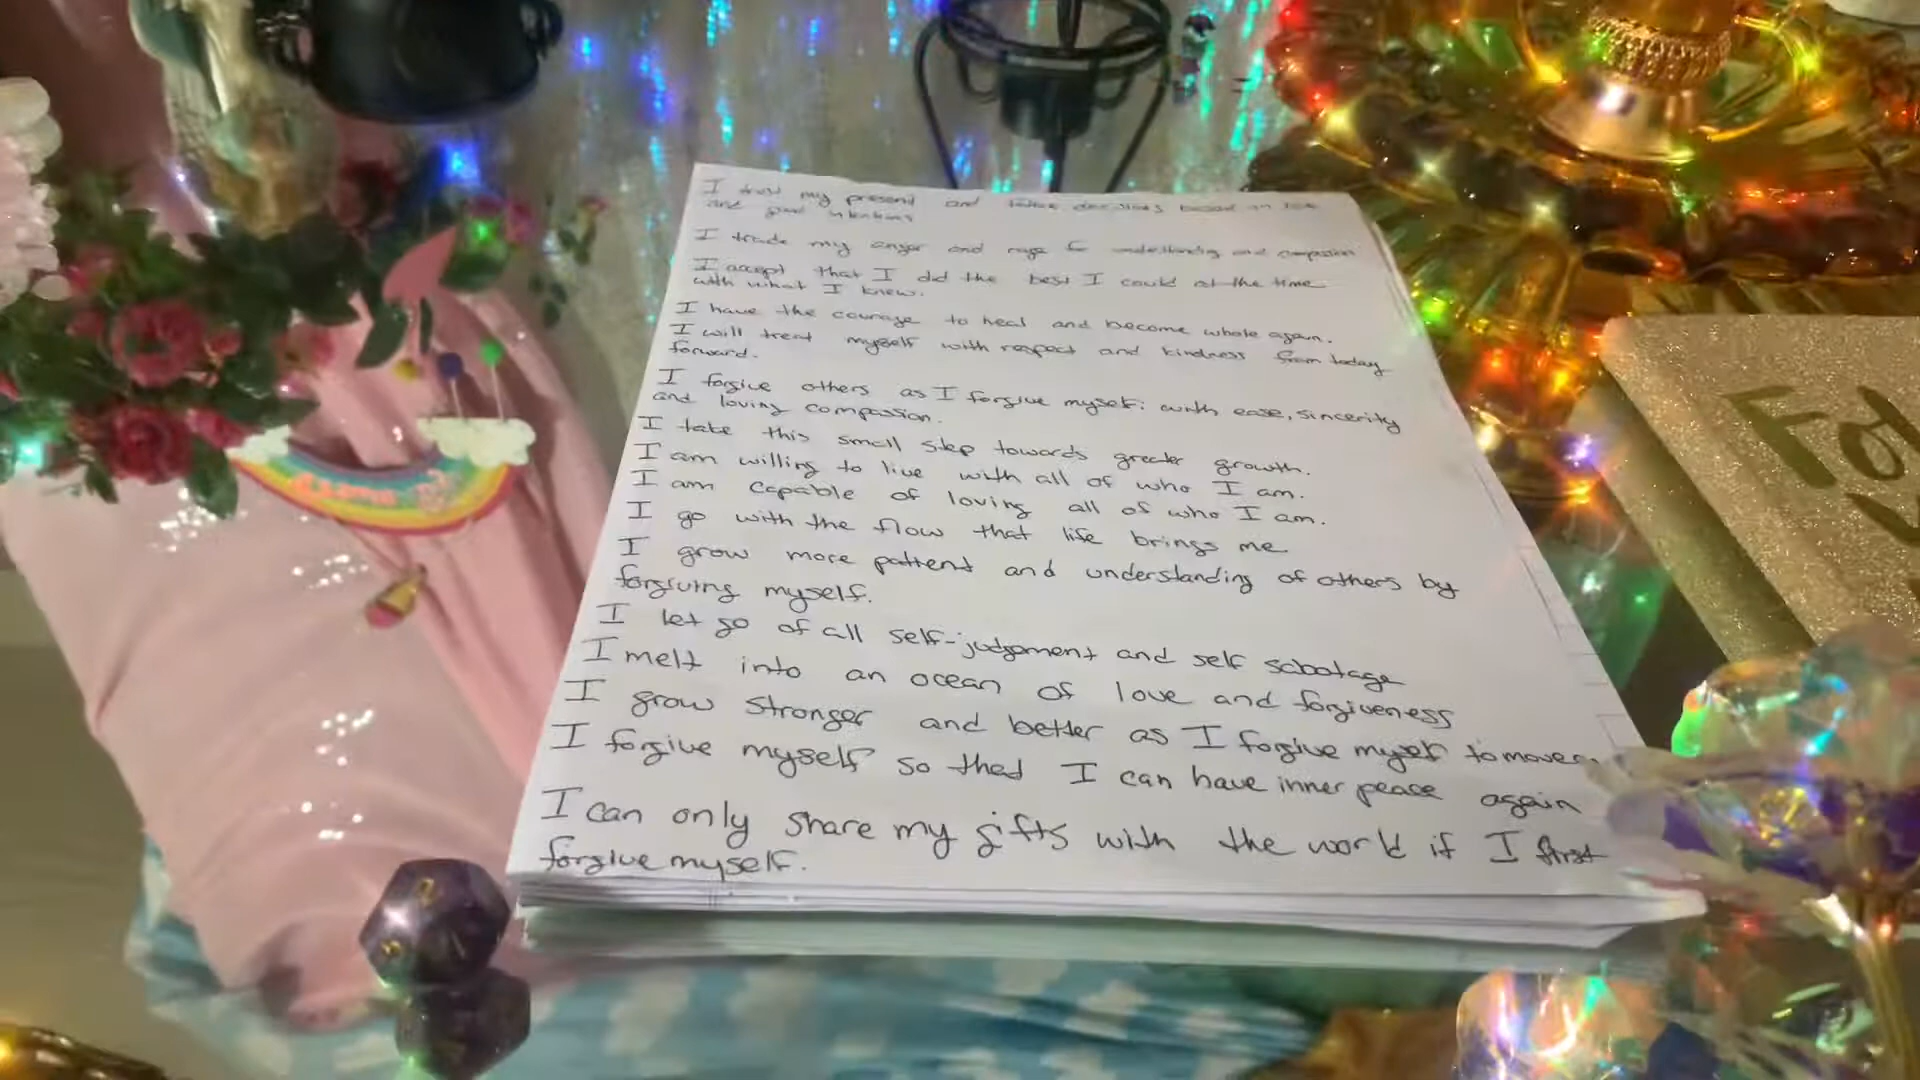 I trust my present and future decisions based in love
and good intentions
I trade my anger and rage for understanding and compassion
I accept that I did the best I could at the time
with what I knew.
I have the courage to heal and become whole again.
I will treat myself with respect and kindness from today
forward.
I forgive others as I forgive myself: with ease, sincerity
and loving compassion.
I take this small step towards greater growth.
I am willing to live with all of who I am.
I am capable of loving all of who I am.
I go with the flow that life brings me
I grow more patient and understanding of others by
forgiving myself.
I let go of all self-judgement and self sabotage
I melt into an ocean of love and forgiveness
I grow stronger and better as I forgive myself to move
I forgive myself so that I can have inner peace again
I can only share my gifts with the world if I first
forgive myself.